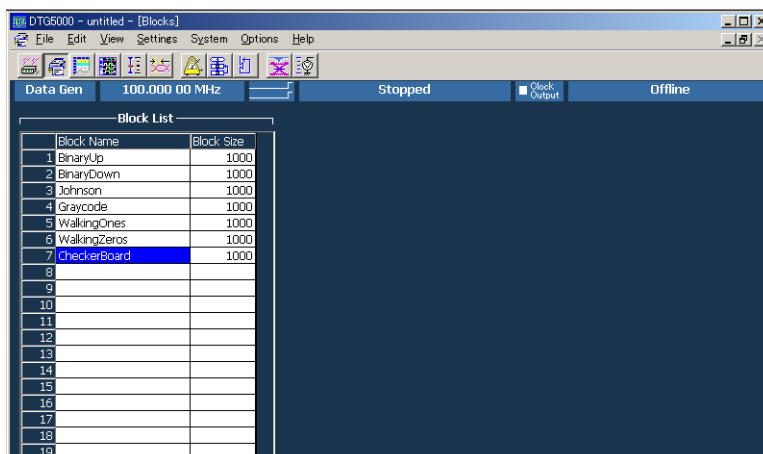 DTG5000 - untitled - [Blocks]
File Edit View Settings System Options Help
Data Gen 100.000 00 MHz Stopped Clock Output Offline
Block List
Block Name Block Size
1 BinaryUp 1000
2 BinaryDown 1000
3 Johnson 1000
4 Graycode 1000
5 WalkingOnes 1000
6 WalkingZeros 1000
7 CheckerBoard 1000
8
9
10
11
12
13
14
15
16
17
18
19